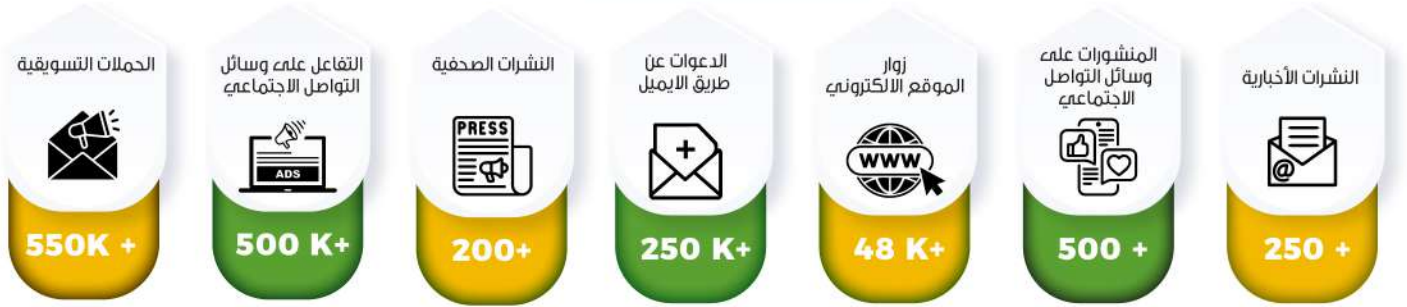 النشرات الأخبارية
250 +
المنشورات على
وسائل التواصل
الاجتماعي
500 +
زوار
الموقع الالكتروني
WWW
48 K+
الدعوات عن
طريق الايميل
250 K+
النشرات الصحفية
PRESS
200+
التفاعل على وسائل
التواصل الاجتماعي
ADS
500 K+
الحملات التسويقية
550K +